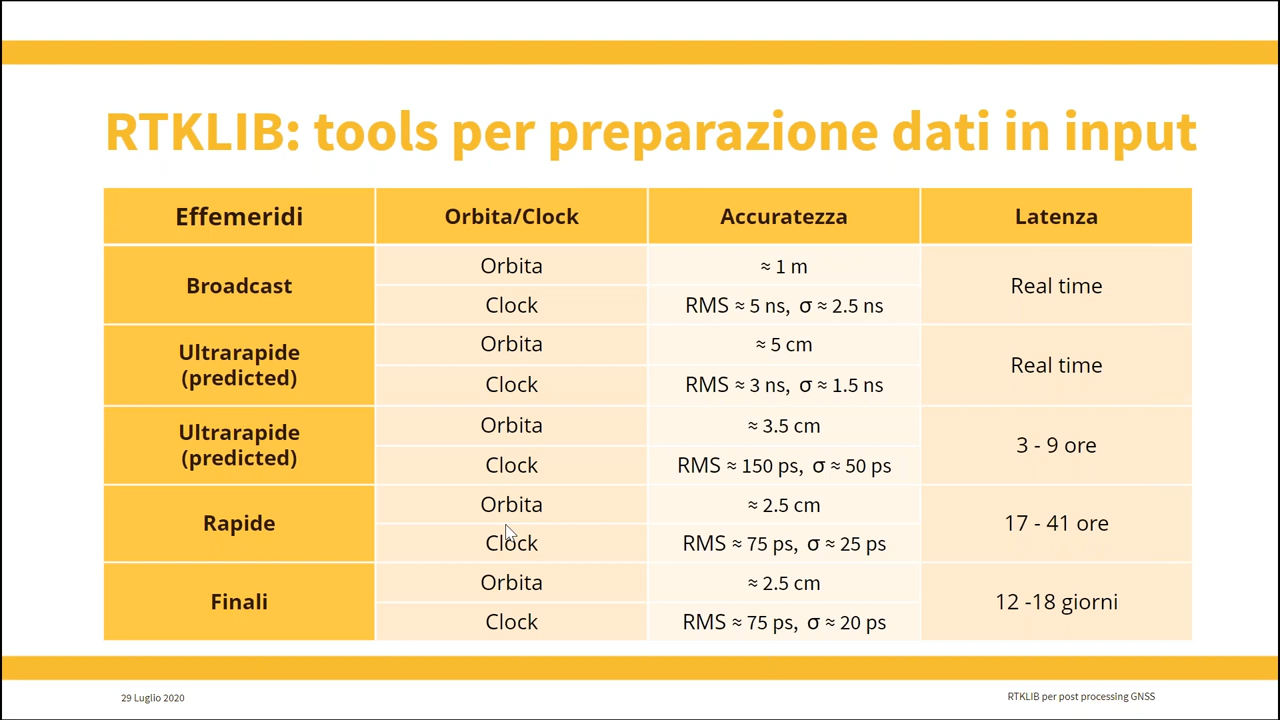 RTKLIB: tools per preparazione dati in input
Effemeridi Orbita/Clock Accuratezza Latenza
Broadcast Orbita ≈ 1 m Real time
Clock RMS ≈ 5 ns, σ ≈ 2.5 ns
Ultrarapide (predicted) Orbita ≈ 5 cm Real time
Clock RMS ≈ 3 ns, σ ≈ 1.5 ns
Ultrarapide (predicted) Orbita ≈ 3.5 cm 3 - 9 ore
Clock RMS ≈ 150 ps, σ ≈ 50 ps
Rapide Orbita ≈ 2.5 cm 17 - 41 ore
Clock RMS ≈ 75 ps, σ ≈ 25 ps
Finali Orbita ≈ 2.5 cm 12 -18 giorni
Clock RMS ≈ 75 ps, σ ≈ 20 ps
29 Luglio 2020 RTKLIB per post processing GNSS